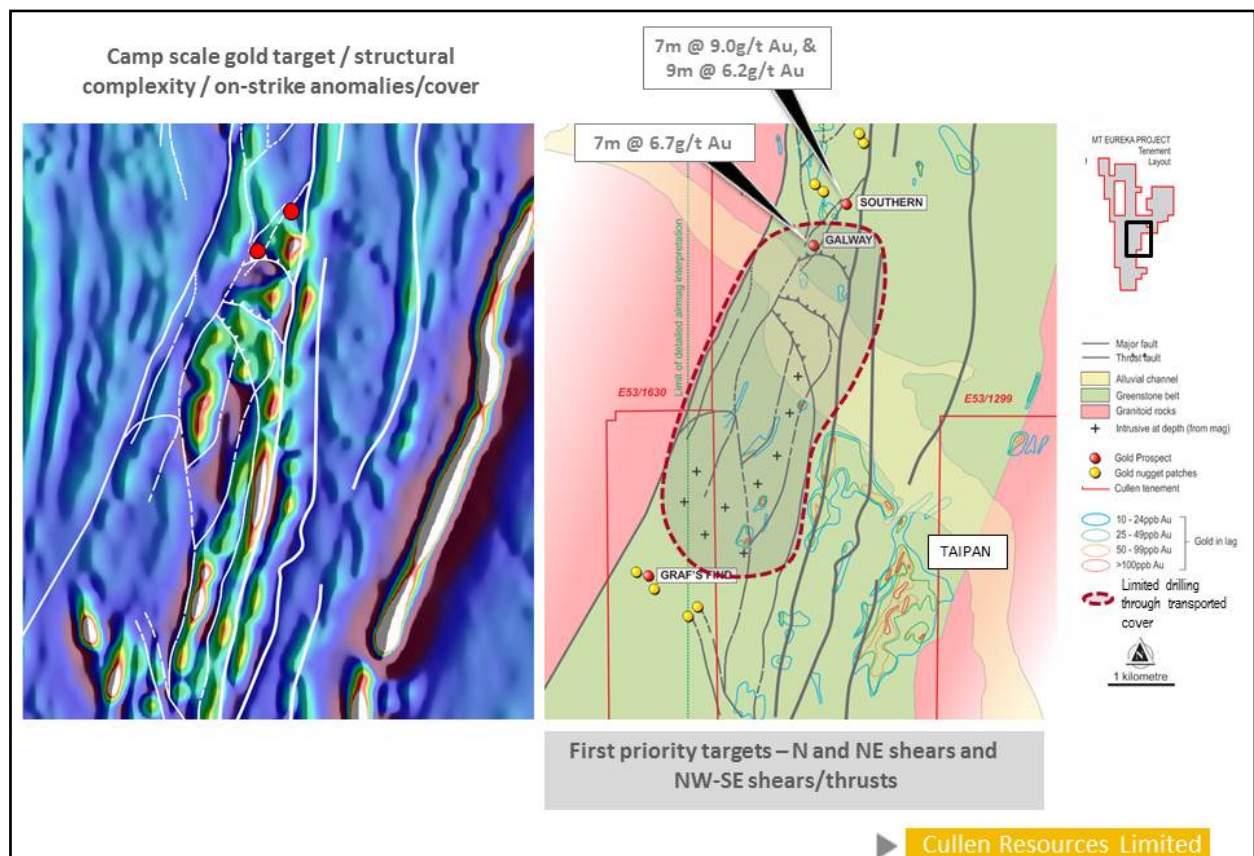 Camp scale gold target / structural
complexity / on-strike anomalies/cover
7m @ 9.0g/t Au, &
9m @ 6.2g/t Au
7m @ 6.7g/t Au
SOUTHERN
GALWAY
Limit of detailed airmag interpretation
E53/1630
E53/1299
TAIPAN
GRAF'S FIND
MT EUREKA PROJECT
Tenement
Layout
Major fault
Thrust fault
Alluvial channel
Greenstone belt
Granitoid rocks
Intrusive at depth (from mag)
Gold Prospect
Gold nugget patches
Cullen tenement
10 - 24ppb Au
25 - 49ppb Au
50 - 99ppb Au
>100ppb Au
Gold in lag
Limited drilling
through transported
cover
N
1 kilometre
First priority targets – N and NE shears and
NW-SE shears/thrusts
Cullen Resources Limited